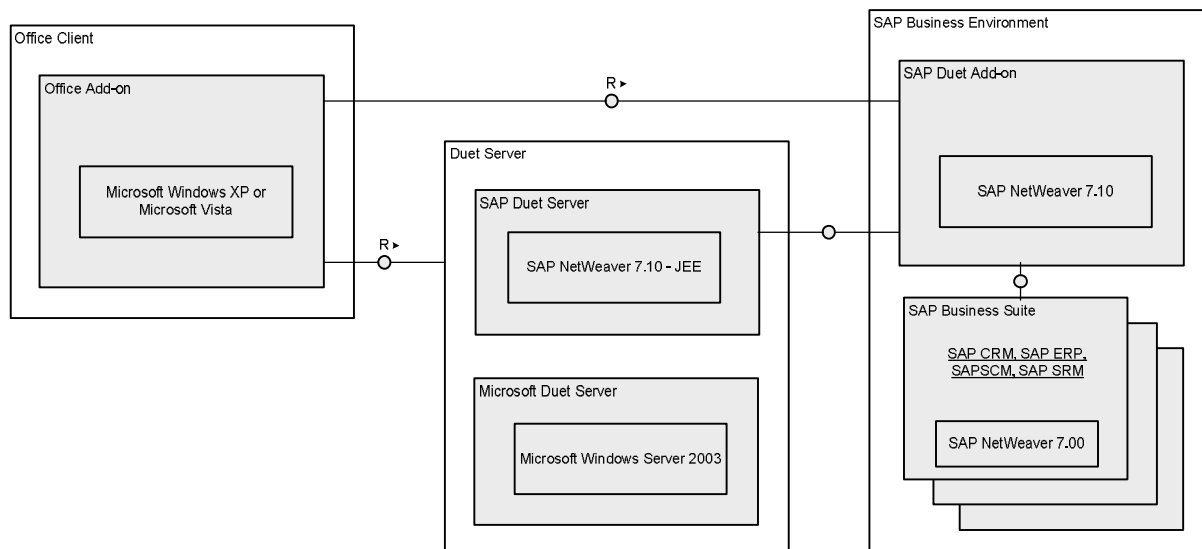 Office Client
Office Add-on
Microsoft Windows XP or
Microsoft Vista
R
R
Duet Server
SAP Duet Server
SAP NetWeaver 7.10 - JEE
Microsoft Duet Server
Microsoft Windows Server 2003
SAP Business Environment
SAP Duet Add-on
SAP NetWeaver 7.10
SAP Business Suite
SAP CRM, SAP ERP,
SAPSCM, SAP SRM
SAP NetWeaver 7.00